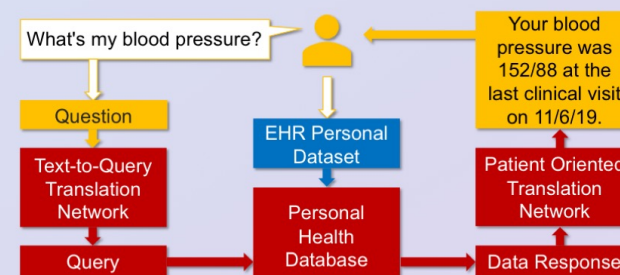 What's my blood pressure?
Question
Text-to-Query
Translation
Network
Query
EHR Personal
Dataset
Personal
Health
Database
Your blood
pressure was
152/88 at the
last clinical visit
on 11/6/19.
Patient Oriented
Translation
Network
Data Response